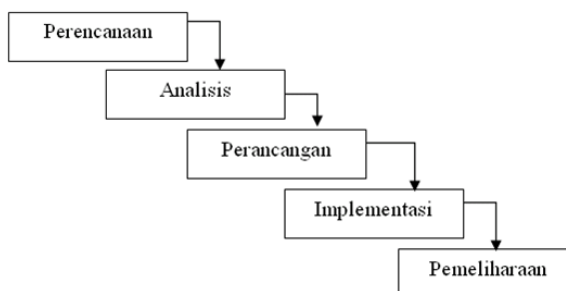 Perencanaan
Analisis
Perancangan
Implementasi
Pemeliharaan